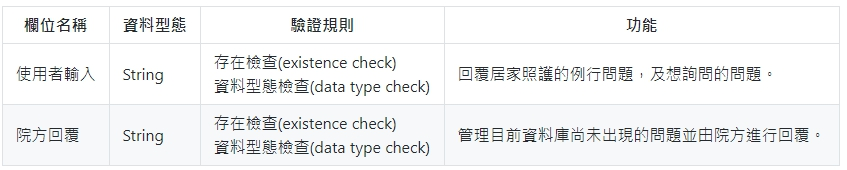 欄位名稱 資料型態 驗證規則 功能
使用者輸入 String 存在檢查(existence check) 資料型態檢查(data type check) 回覆居家照護的例行問題，及想詢問的問題。
院方回覆 String 存在檢查(existence check) 資料型態檢查(data type check) 管理目前資料庫尚未出現的問題並由院方進行回覆。